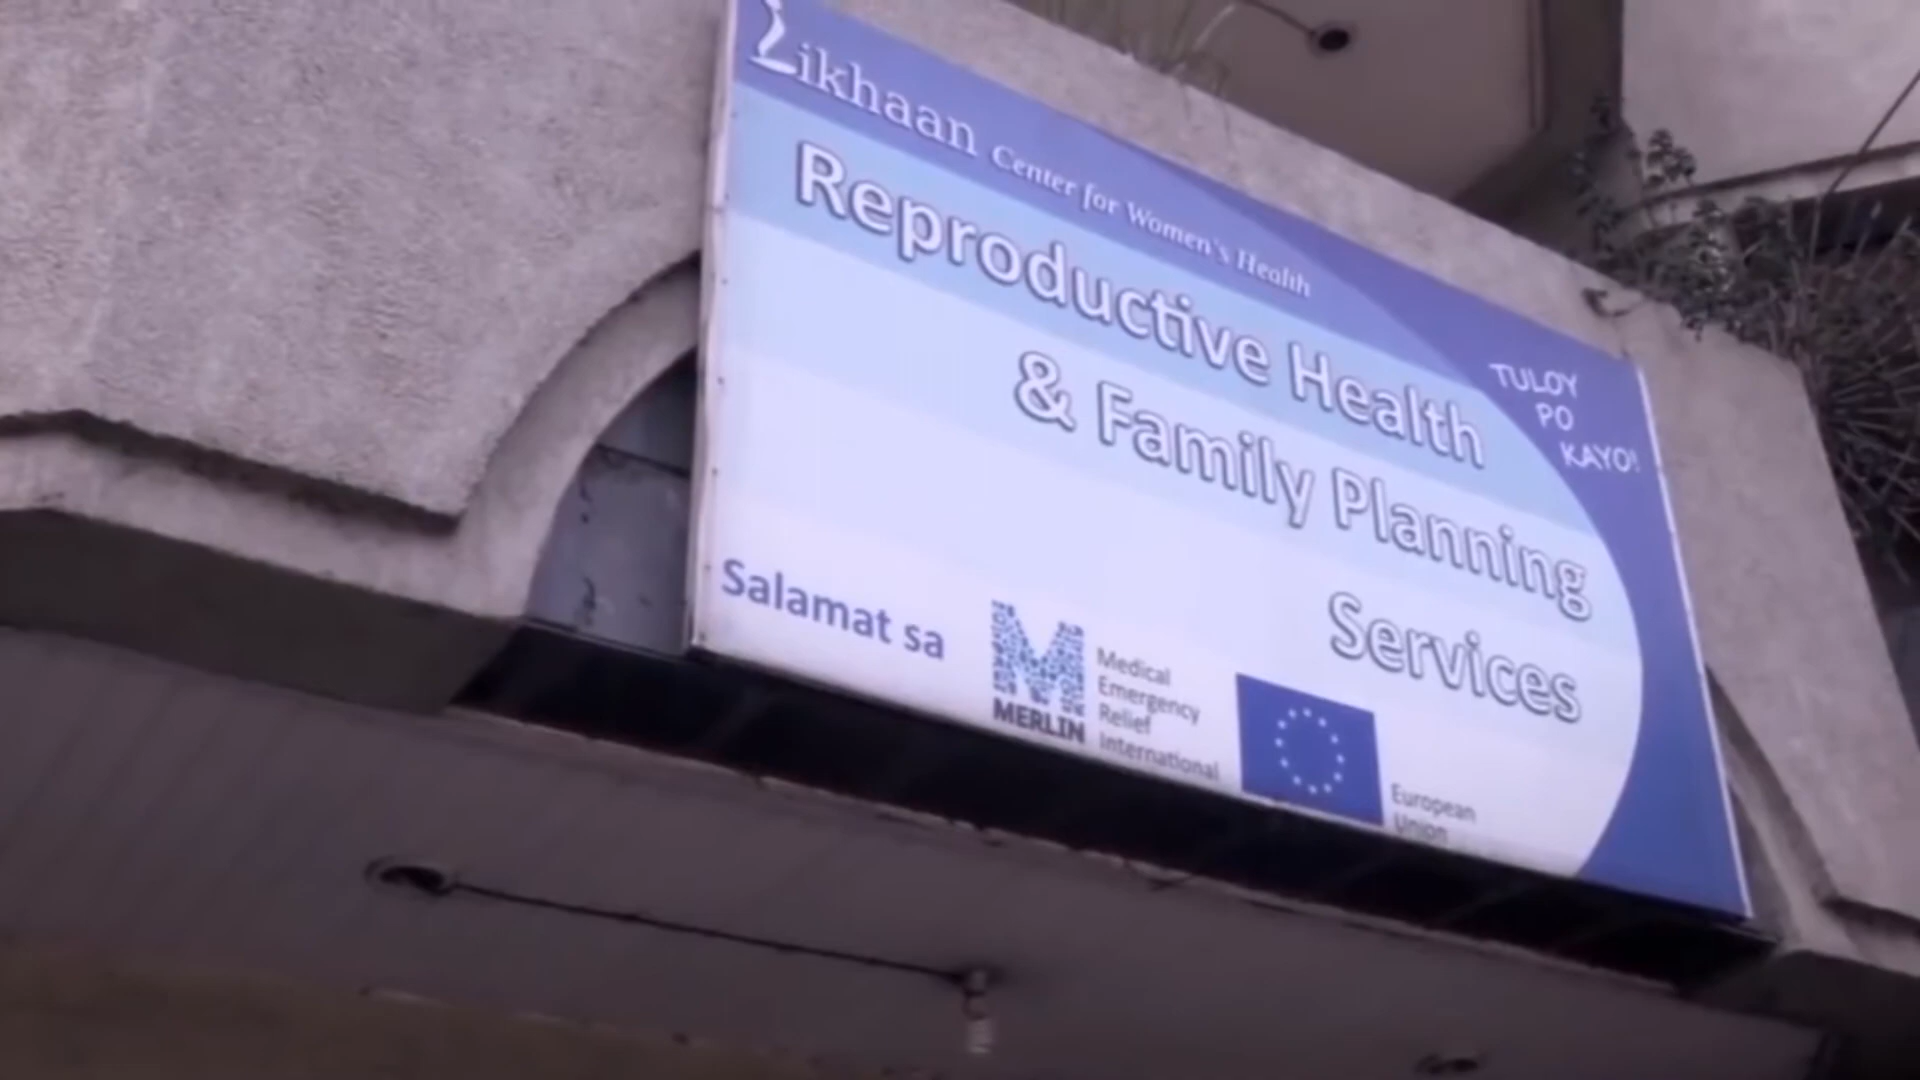 Likhaan Center for Women's Health
Reproductive Health
& Family Planning
Services
TULOY
PO
KAYO!
Salamat sa
MERLIN
Medical
Emergency
Relief
International
European
Union